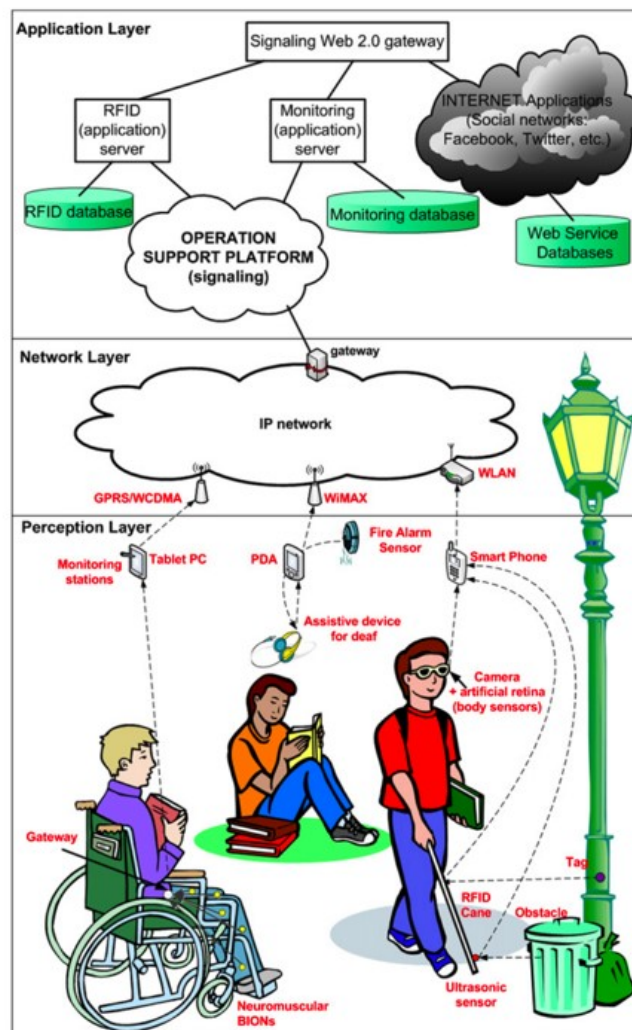 Application Layer
Signaling Web 2.0 gateway
RFID
(application)
server
Monitoring
(application)
server
INTERNET Applications
(Social networks:
Facebook, Twitter, etc.)
RFID database
Monitoring database
Web Service
Databases
OPERATION
SUPPORT PLATFORM
(signaling)
Network Layer
gateway
IP network
GPRS/WCDMA
WiMAX
WLAN
Perception Layer
Monitoring
stations
Tablet PC
PDA
Fire Alarm
Sensor
Smart Phone
Assistive device
for deaf
Camera
+ artificial retina
(body sensors)
Gateway
Tag
RFID
Cane
Obstacle
Ultrasonic
sensor
Neuromuscular
BIONs